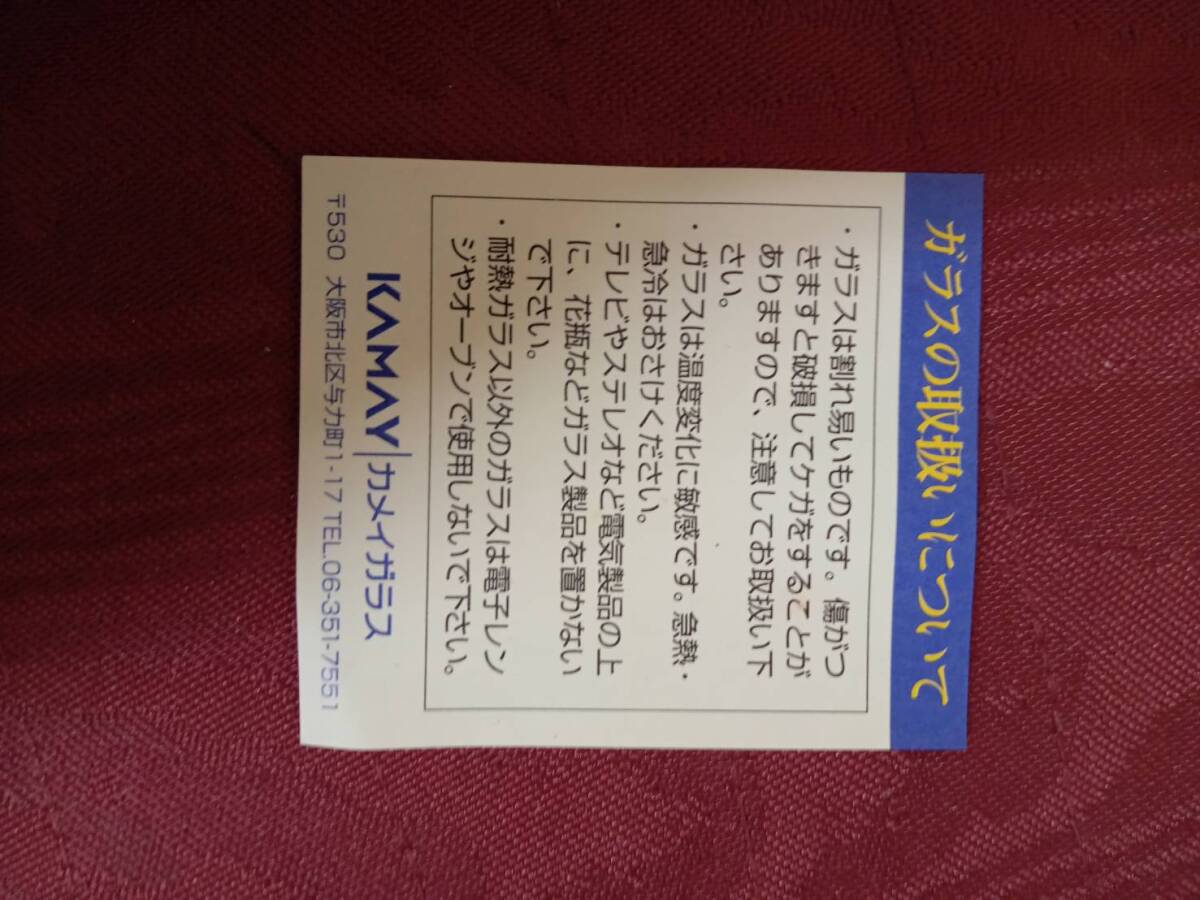 ガラスの取扱いについて
・ガラスは割れ易いものです。傷がつ
きますと破損してケガをすることが
ありますので、注意してお取扱い下
さい。
・ガラスは温度変化に敏感です。急熱・
急冷はおさけください。
・テレビやステレオなど電気製品の上
に、花瓶などガラス製品を置かない
で下さい。
・耐熱ガラス以外のガラスは電子レン
ジやオーブンで使用しないで下さい。
KAMAY|カメイガラス
〒530 大阪市北区与力町1-17 TEL.06-351-7551